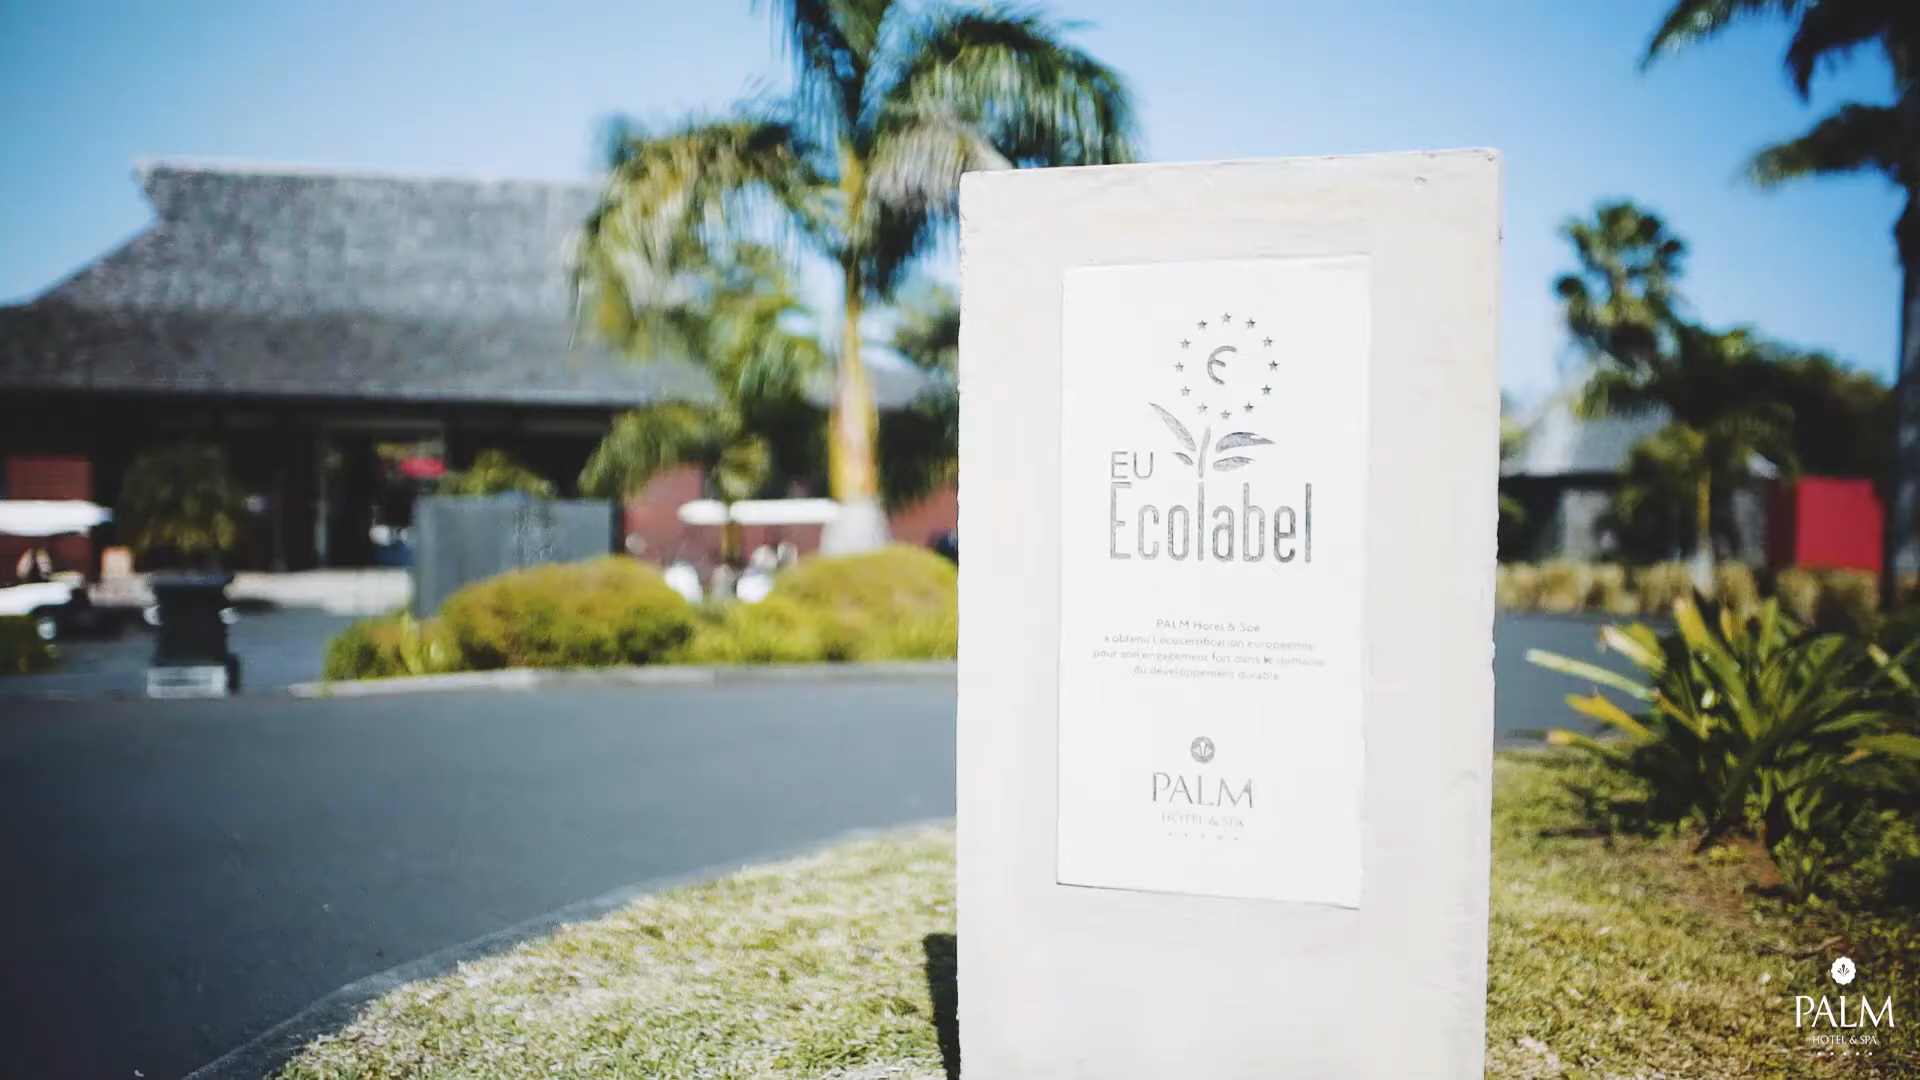 EU
Ecolabel
PALM Hotel & Spa
a obtenu l'écocertification européenne
pour son engagement fort dans le domaine
du développement durable
PALM
HOTEL & SPA
PALM
HOTEL & SPA